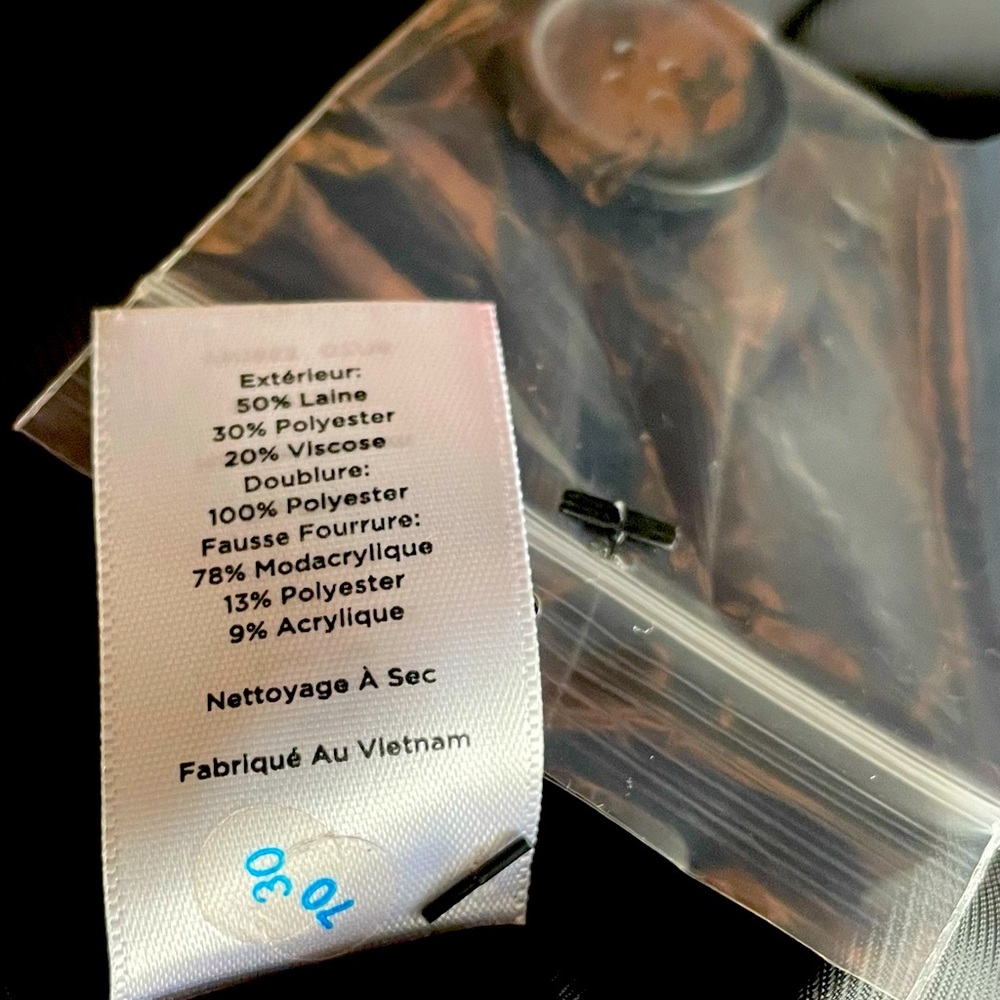 Extérieur:
50% Laine
30% Polyester
20% Viscose
Doublure:
100% Polyester
Fausse Fourrure:
78% Modacrylique
13% Polyester
9% Acrylique
Nettoyage À Sec
Fabriqué Au Vietnam
30
70